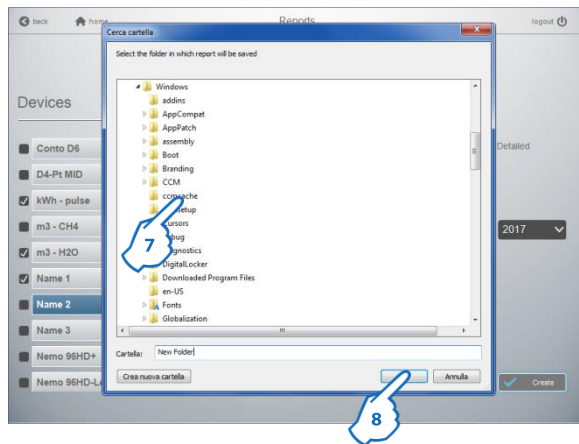 back
home
Reports
logout
Cerca cartella
Select the folder in which report will be saved
Windows
addins
AppCompat
AppPatch
assembly
Boot
Branding
CCM
ccmcache
setup
Cursors
Debug
Diagnostics
DigitalLocker
Downloaded Program Files
en-US
Fonts
Globalization
Cartella:
New Folder
Crea nuova cartella
Annulla
Devices
Conto D6
D4-Pt MID
kWh - pulse
m3 - CH4
m3 - H2O
Name 1
Name 2
Name 3
Nemo 96HD+
Nemo 96HD-Le
Detailed
2017
Create
7
8